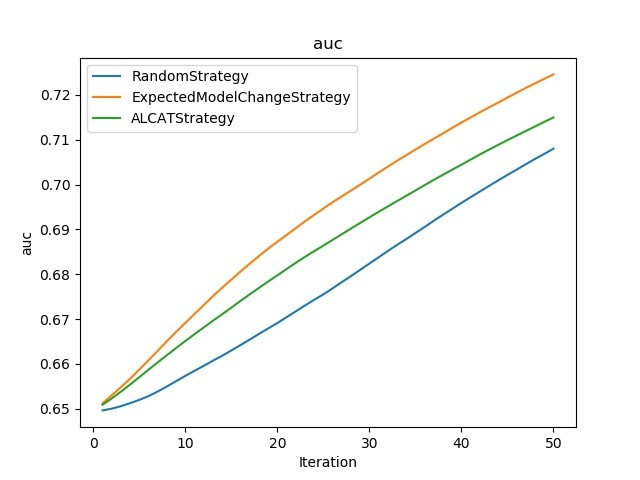 auc
RandomStrategy
ExpectedModelChangeStrategy
ALCATStrategy
auc
0.72
0.71
0.70
0.69
0.68
0.67
0.66
0.65
0 10 20 30 40 50
Iteration